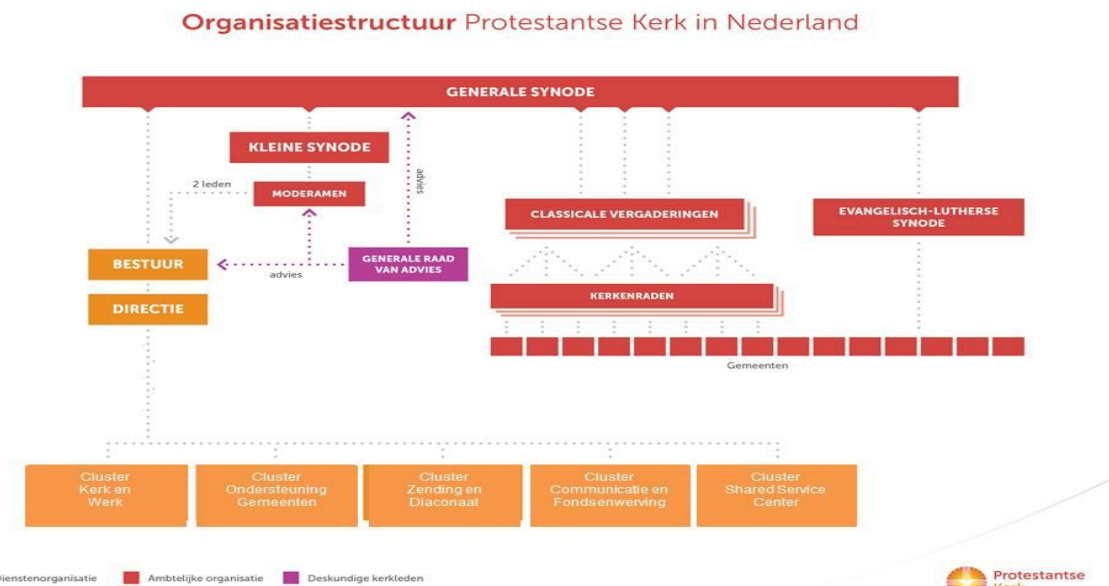 Organisatiestructuur Protestantse Kerk in Nederland
GENERALE SYNODE
KLEINE SYNODE
2 leden
MODERAMEN
advies
CLASSICALE VERGADERINGEN
EVANGELISCH-LUTHERSE
SYNODE
BESTUUR
advies
GENERALE RAAD
VAN ADVIES
DIRECTIE
KERKENRADEN
Gemeenten
Cluster
Kerk en
Werk
Cluster
Ondersteuning
Gemeenten
Cluster
Zending en
Diaconaat
Cluster
Communicatie en
Fondsenwerving
Cluster
Shared Service
Center
Dienstenorganisatie
Ambtelijke organisatie
Deskundige kerkleden
Protestantse
Kerk